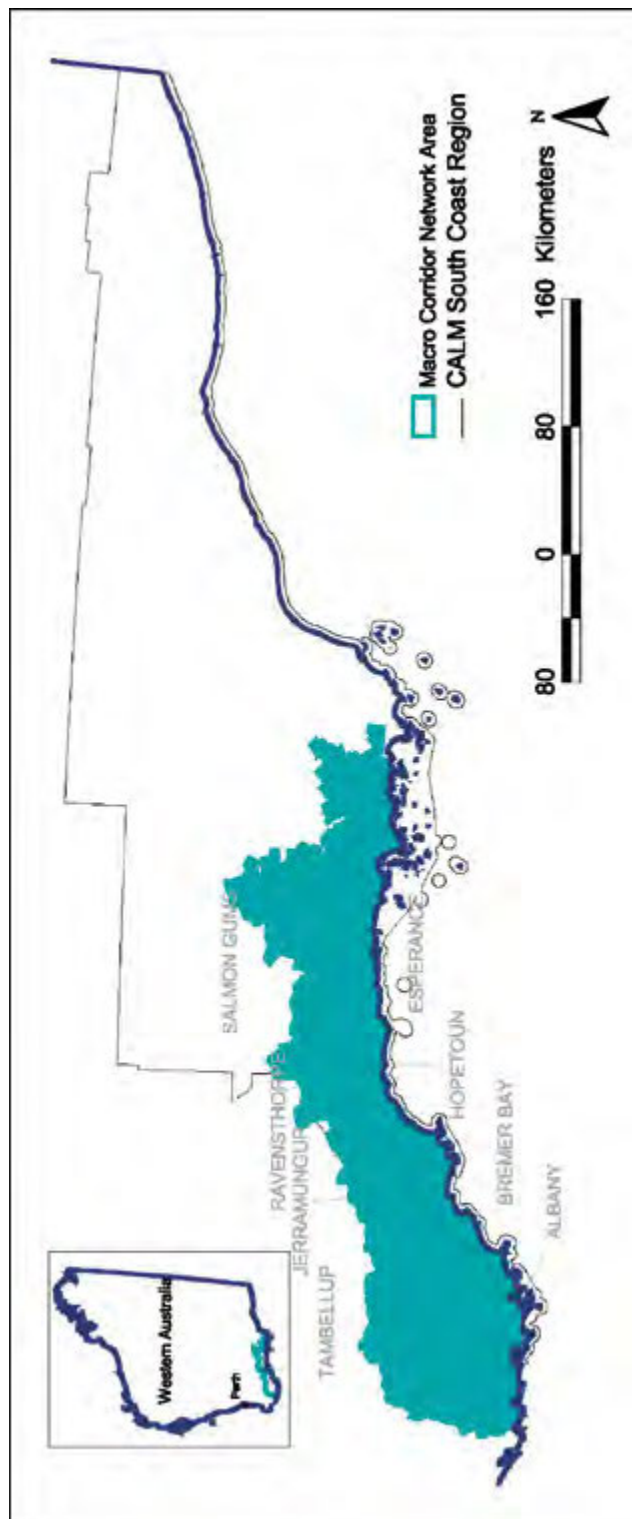 Western Australia
Perth
TAMBELLUP
JERRAMUNGUP
RAVENSTHORPE
SALMON GUMS
ALBANY
BREMER BAY
HOPETOUN
ESPERANCE
Macro Corridor Network Area
CALM South Coast Region
80 0 80 160 Kilometers
N